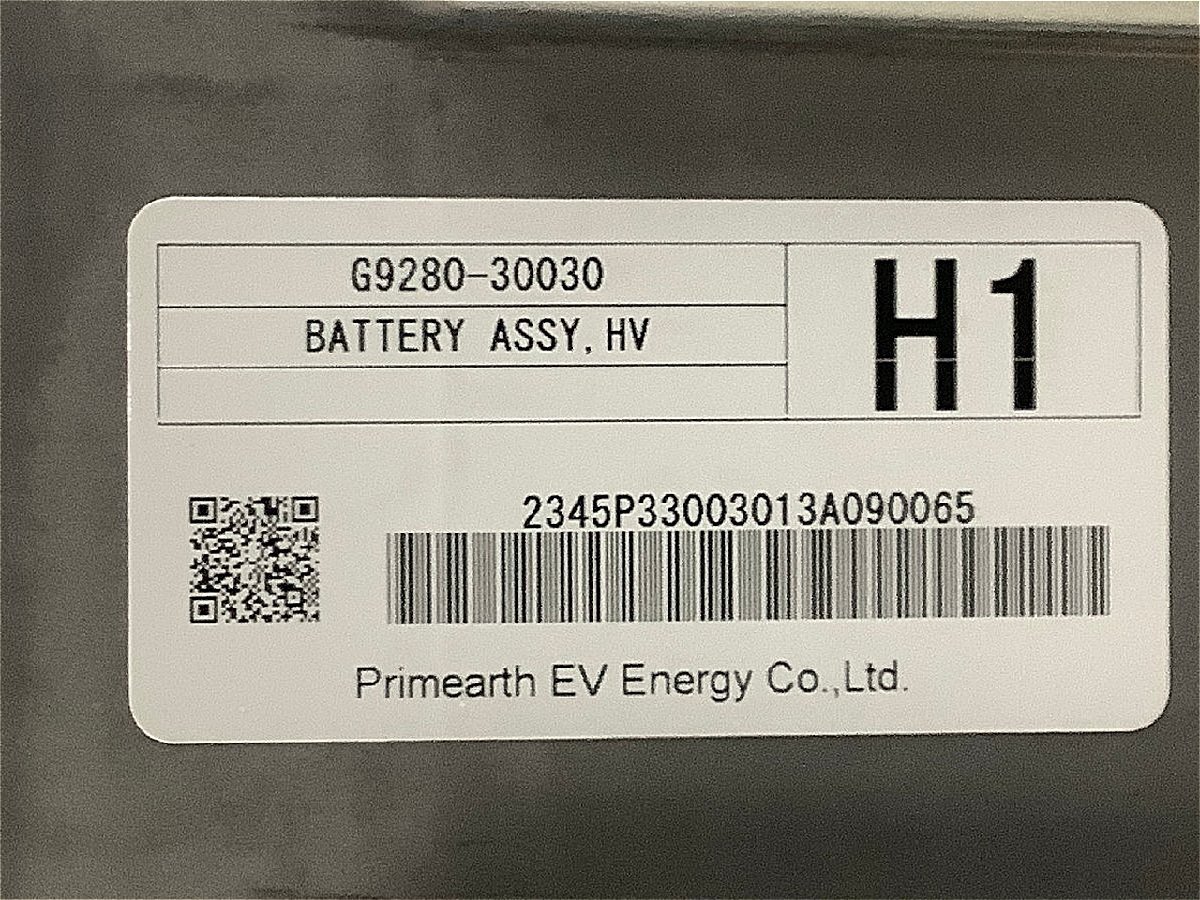 G9280-30030
BATTERY ASSY,HV
H1
2345P33003013A090065
Primearth EV Energy Co.,Ltd.